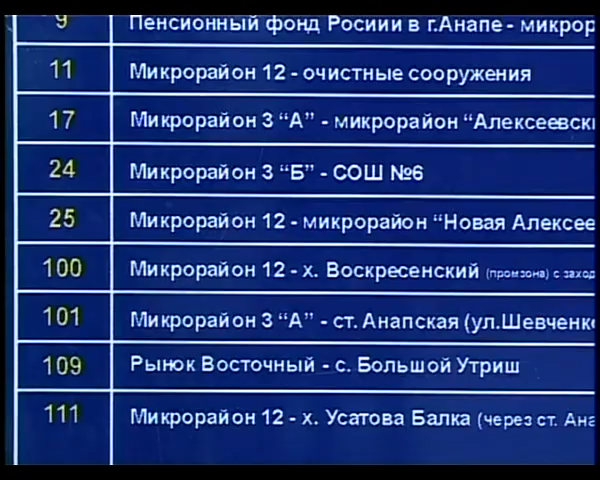 9 Пенсионный фонд Росиии в г.Анапе - микрор
11 Микрорайон 12 - очистные сооружения
17 Микрорайон 3 “А” - микрорайон “Алексеевск
24 Микрорайон 3 “Б” - СОШ №6
25 Микрорайон 12 - микрорайон “Новая Алексее
100 Микрорайон 12 - х. Воскресенский (промзона) с заход
101 Микрорайон 3 “А” - ст. Анапская (ул.Шевченк
109 Рынок Восточный - с. Большой Утриш
111 Микрорайон 12 - х. Усатова Балка (через ст. Ана